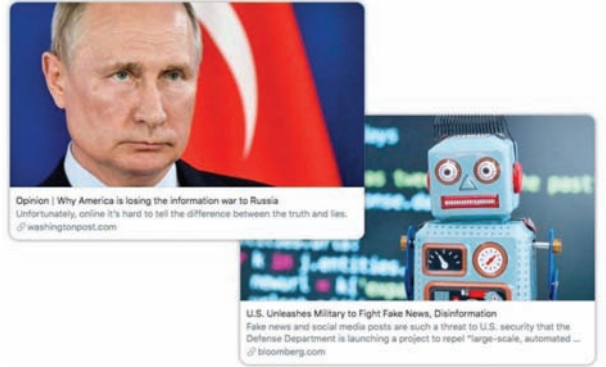 Opinion | Why America is losing the information war to Russia
Unfortunately, online it's hard to tell the difference between the truth and lies.
washingtonpost.com
U.S. Unleashes Military to Fight Fake News, Disinformation
Fake news and social media posts are such a threat to U.S. security that the
Defense Department is launching a project to repel "large-scale, automated ...
bloomberg.com